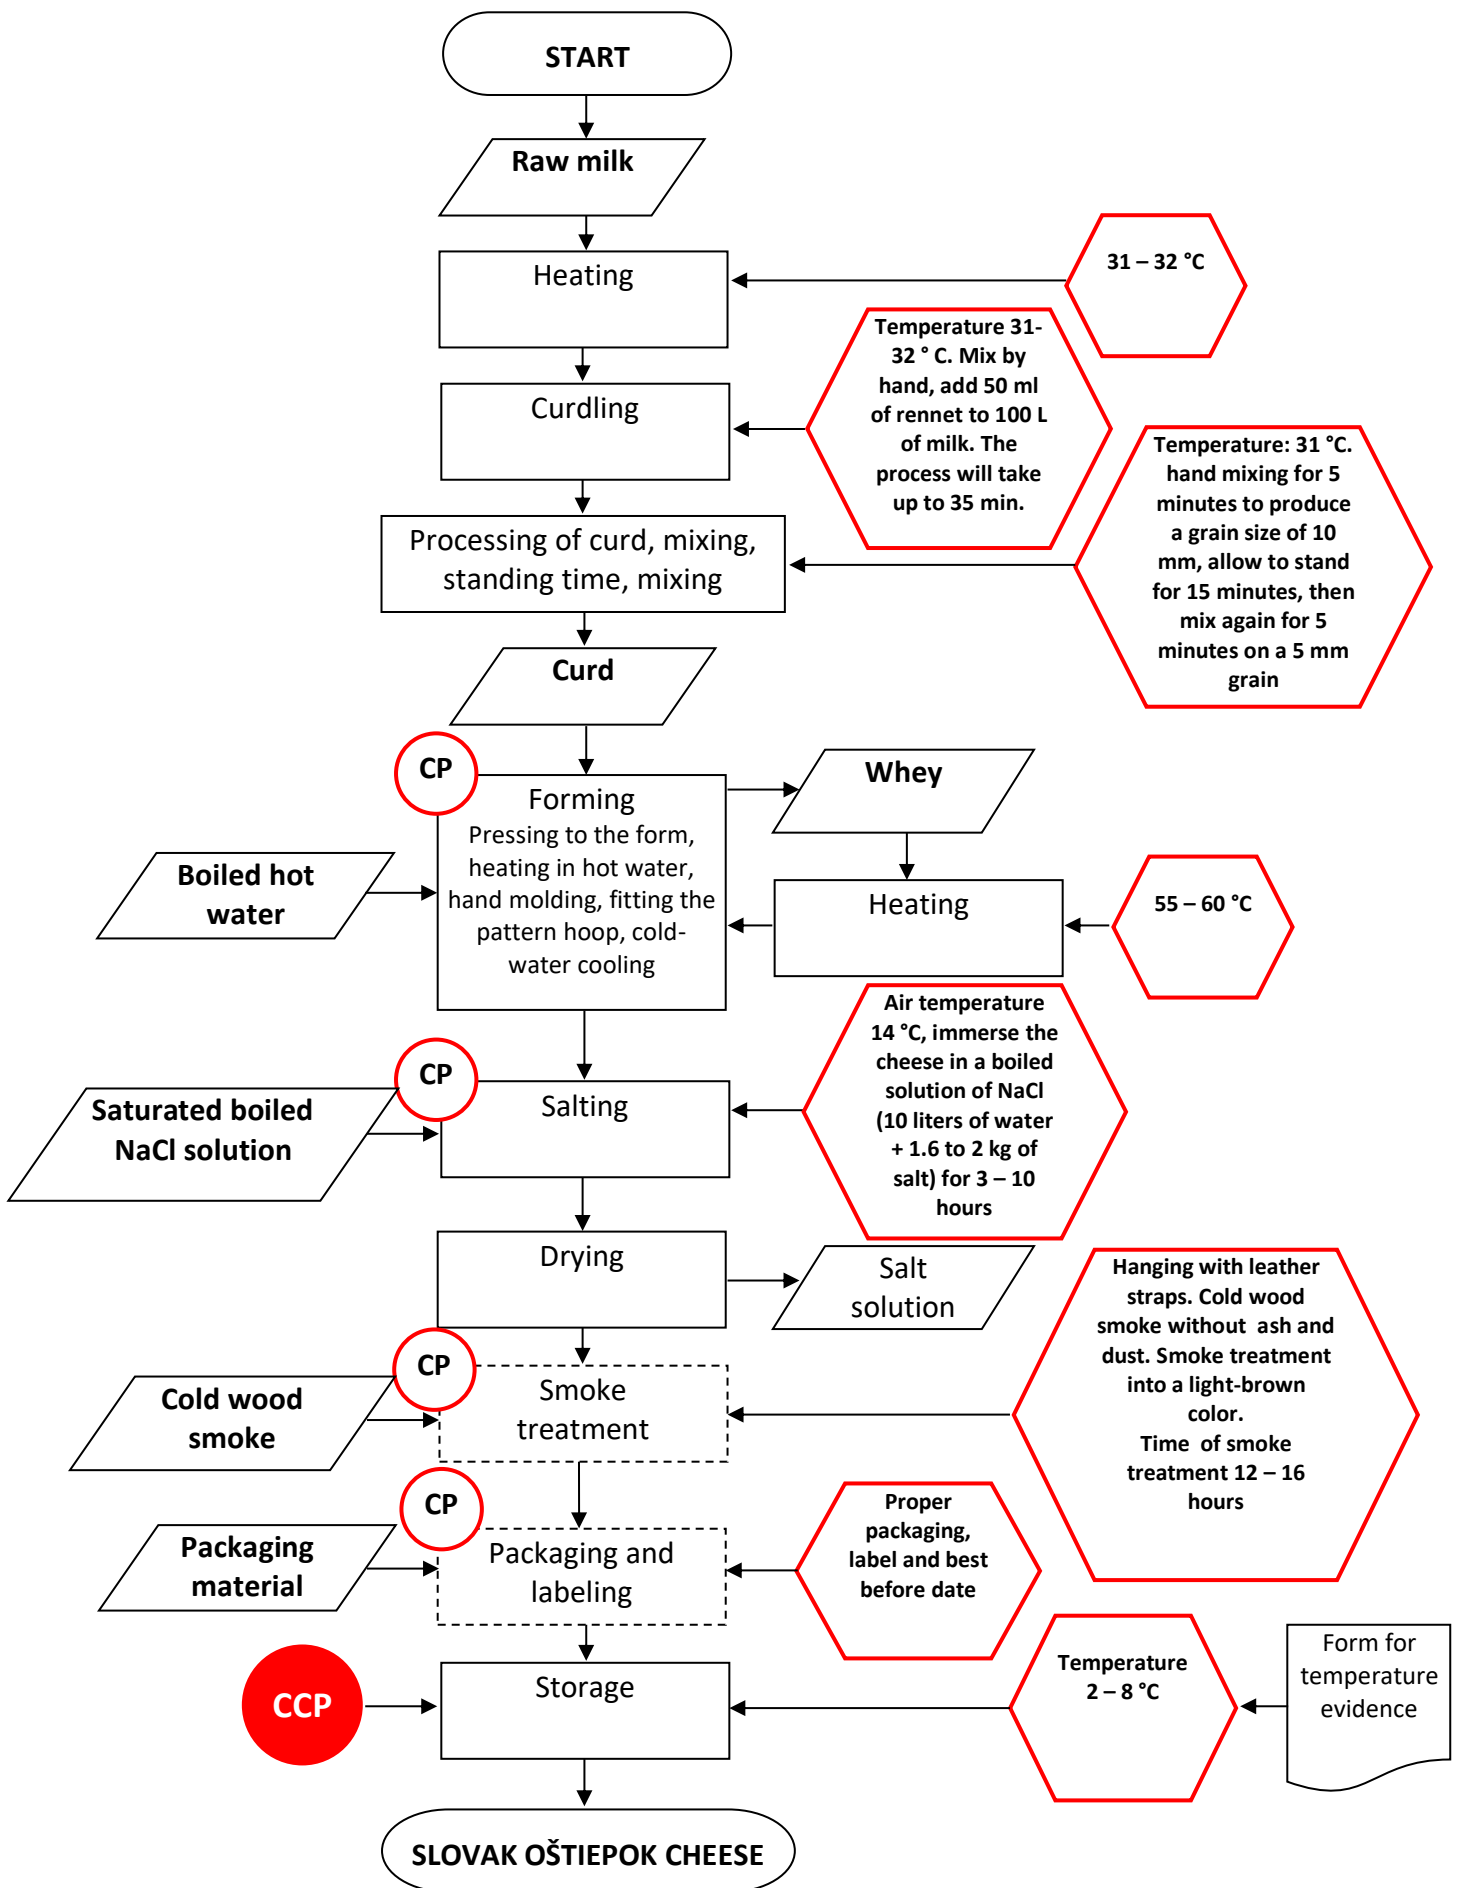 START
Raw milk
Heating
31 – 32 °C
Curdling
Temperature 31-
32 ° C. Mix by
hand, add 50 ml
of rennet to 100 L
of milk. The
process will take
up to 35 min.
Processing of curd, mixing,
standing time, mixing
Temperature: 31 °C.
hand mixing for 5
minutes to produce
a grain size of 10
mm, allow to stand
for 15 minutes, then
mix again for 5
minutes on a 5 mm
grain
Curd
CP
Forming
Pressing to the form,
heating in hot water,
hand molding, fitting the
pattern hoop, cold-
water cooling
Whey
Boiled hot
water
Heating
55 – 60 °C
CP
Salting
Saturated boiled
NaCl solution
Air temperature
14 °C, immerse the
cheese in a boiled
solution of NaCl
(10 liters of water
+ 1.6 to 2 kg of
salt) for 3 – 10
hours
Drying
Salt
solution
CP
Smoke
treatment
Cold wood
smoke
Hanging with leather
straps. Cold wood
smoke without  ash and
dust. Smoke treatment
into a light-brown
color.
Time  of smoke
treatment 12 – 16
hours
CP
Packaging and
labeling
Packaging
material
Proper
packaging,
label and best
before date
CCP
Storage
Temperature
2 – 8 °C
Form for
temperature
evidence
SLOVAK OŠTIEPOK CHEESE